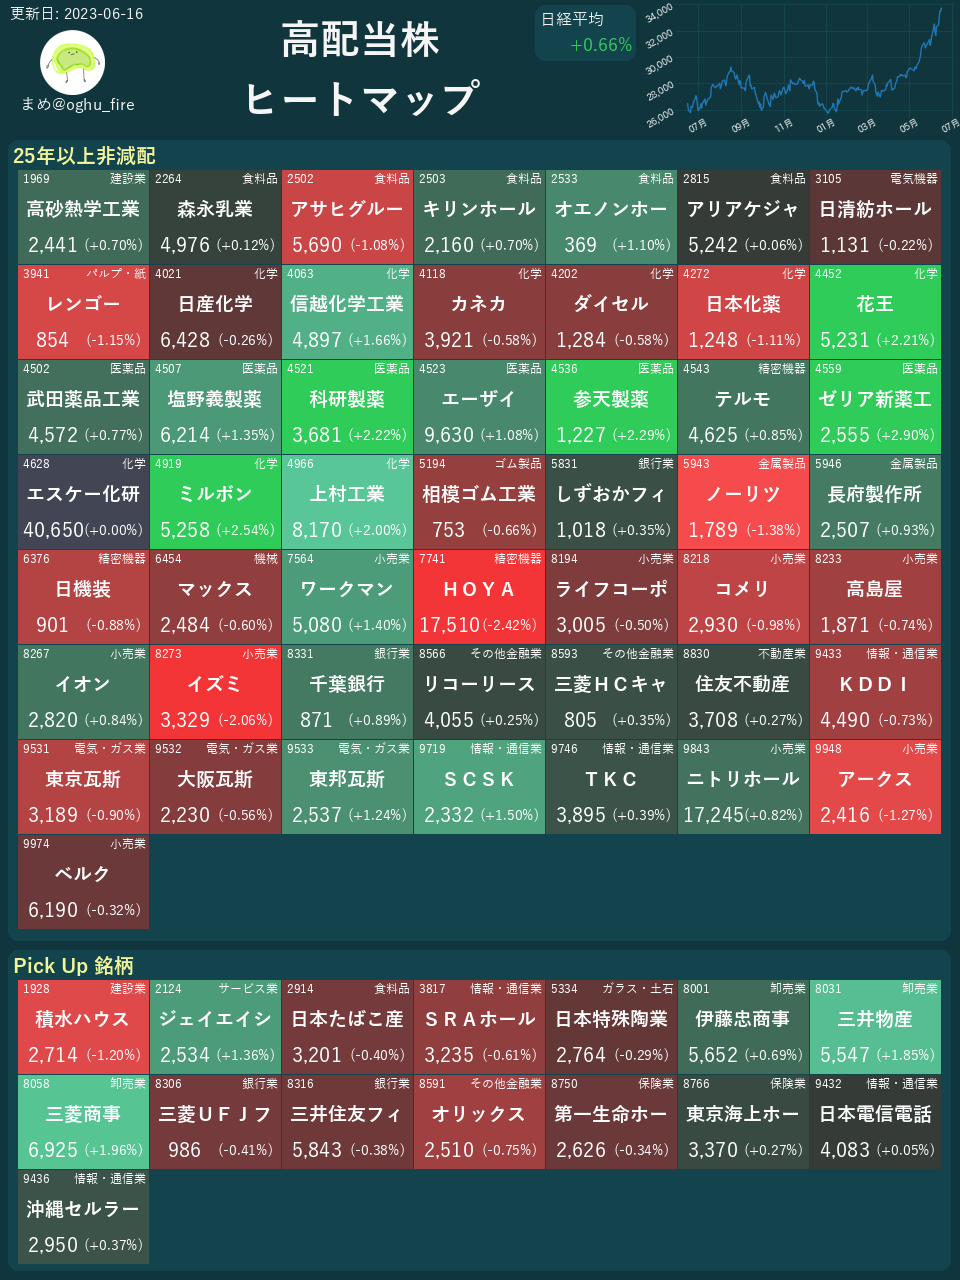 更新日: 2023-06-16
まめ@oghu_fire
高配当株
ヒートマップ
日経平均
+0.66%
34,000
32,000
30,000
28,000
26,000
07月 09月 11月 01月 03月 05月 07月
25年以上非減配
1969 建設業 2264 食料品 2502 食料品 2503 食料品 2533 食料品 2815 食料品 3105 電気機器
高砂熱学工業 森永乳業 アサヒグルー キリンホール オエノンホー アリアケジャ 日清紡ホール
2,441 (+0.70%) 4,976 (+0.12%) 5,690 (-1.08%) 2,160 (+0.70%) 369 (+1.10%) 5,242 (+0.06%) 1,131 (-0.22%)
3941 パルプ・紙 4021 化学 4063 化学 4118 化学 4202 化学 4272 化学 4452 化学
レンゴー 日産化学 信越化学工業 カネカ ダイセル 日本化薬 花王
854 (-1.15%) 6,428 (-0.26%) 4,897 (+1.66%) 3,921 (-0.58%) 1,284 (-0.58%) 1,248 (-1.11%) 5,231 (+2.21%)
4502 医薬品 4507 医薬品 4521 医薬品 4523 医薬品 4536 医薬品 4543 精密機器 4559 医薬品
武田薬品工業 塩野義製薬 科研製薬 エーザイ 参天製薬 テルモ ゼリア新薬工
4,572 (+0.77%) 6,214 (+1.35%) 3,681 (+2.22%) 9,630 (+1.08%) 1,227 (+2.29%) 4,625 (+0.85%) 2,555 (+2.90%)
4628 化学 4919 化学 4966 化学 5194 ゴム製品 5831 銀行業 5943 金属製品 5946 金属製品
エスケー化研 ミルボン 上村工業 相模ゴム工業 しずおかフィ ノーリツ 長府製作所
40,650 (+0.00%) 5,258 (+2.54%) 8,170 (+2.00%) 753 (-0.66%) 1,018 (+0.35%) 1,789 (-1.38%) 2,507 (+0.93%)
6376 精密機器 6454 機械 7564 小売業 7741 精密機器 8194 小売業 8218 小売業 8233 小売業
日機装 マックス ワークマン ＨＯＹＡ ライフコーポ コメリ 高島屋
901 (-0.88%) 2,484 (-0.60%) 5,080 (+1.40%) 17,510 (-2.42%) 3,005 (-0.50%) 2,930 (-0.98%) 1,871 (-0.74%)
8267 小売業 8273 小売業 8331 銀行業 8566 その他金融業 8593 その他金融業 8830 不動産業 9433 情報・通信業
イオン イズミ 千葉銀行 リコーリース 三菱ＨＣキャ 住友不動産 ＫＤＤＩ
2,820 (+0.84%) 3,329 (-2.06%) 871 (+0.89%) 4,055 (+0.25%) 805 (+0.35%) 3,708 (+0.27%) 4,490 (-0.73%)
9531 電気・ガス業 9532 電気・ガス業 9533 電気・ガス業 9719 情報・通信業 9746 情報・通信業 9843 小売業 9948 小売業
東京瓦斯 大阪瓦斯 東邦瓦斯 ＳＣＳＫ ＴＫＣ ニトリホール アークス
3,189 (-0.90%) 2,230 (-0.56%) 2,537 (+1.24%) 2,332 (+1.50%) 3,895 (+0.39%) 17,245 (+0.82%) 2,416 (-1.27%)
9974 小売業
ベルク
6,190 (-0.32%)
Pick Up 銘柄
1928 建設業 2124 サービス業 2914 食料品 3817 情報・通信業 5334 ガラス・土石 8001 卸売業 8031 卸売業
積水ハウス ジェイエイシ 日本たばこ産 ＳＲＡホール 日本特殊陶業 伊藤忠商事 三井物産
2,714 (-1.20%) 2,534 (+1.36%) 3,201 (-0.40%) 3,235 (-0.61%) 2,764 (-0.29%) 5,652 (+0.69%) 5,547 (+1.85%)
8058 卸売業 8306 銀行業 8316 銀行業 8591 その他金融業 8750 保険業 8766 保険業 9432 情報・通信業
三菱商事 三菱ＵＦＪフ 三井住友フィ オリックス 第一生命ホー 東京海上ホー 日本電信電話
6,925 (+1.96%) 986 (-0.41%) 5,843 (-0.38%) 2,510 (-0.75%) 2,626 (-0.34%) 3,370 (+0.27%) 4,083 (+0.05%)
9436 情報・通信業
沖縄セルラー
2,950 (+0.37%)